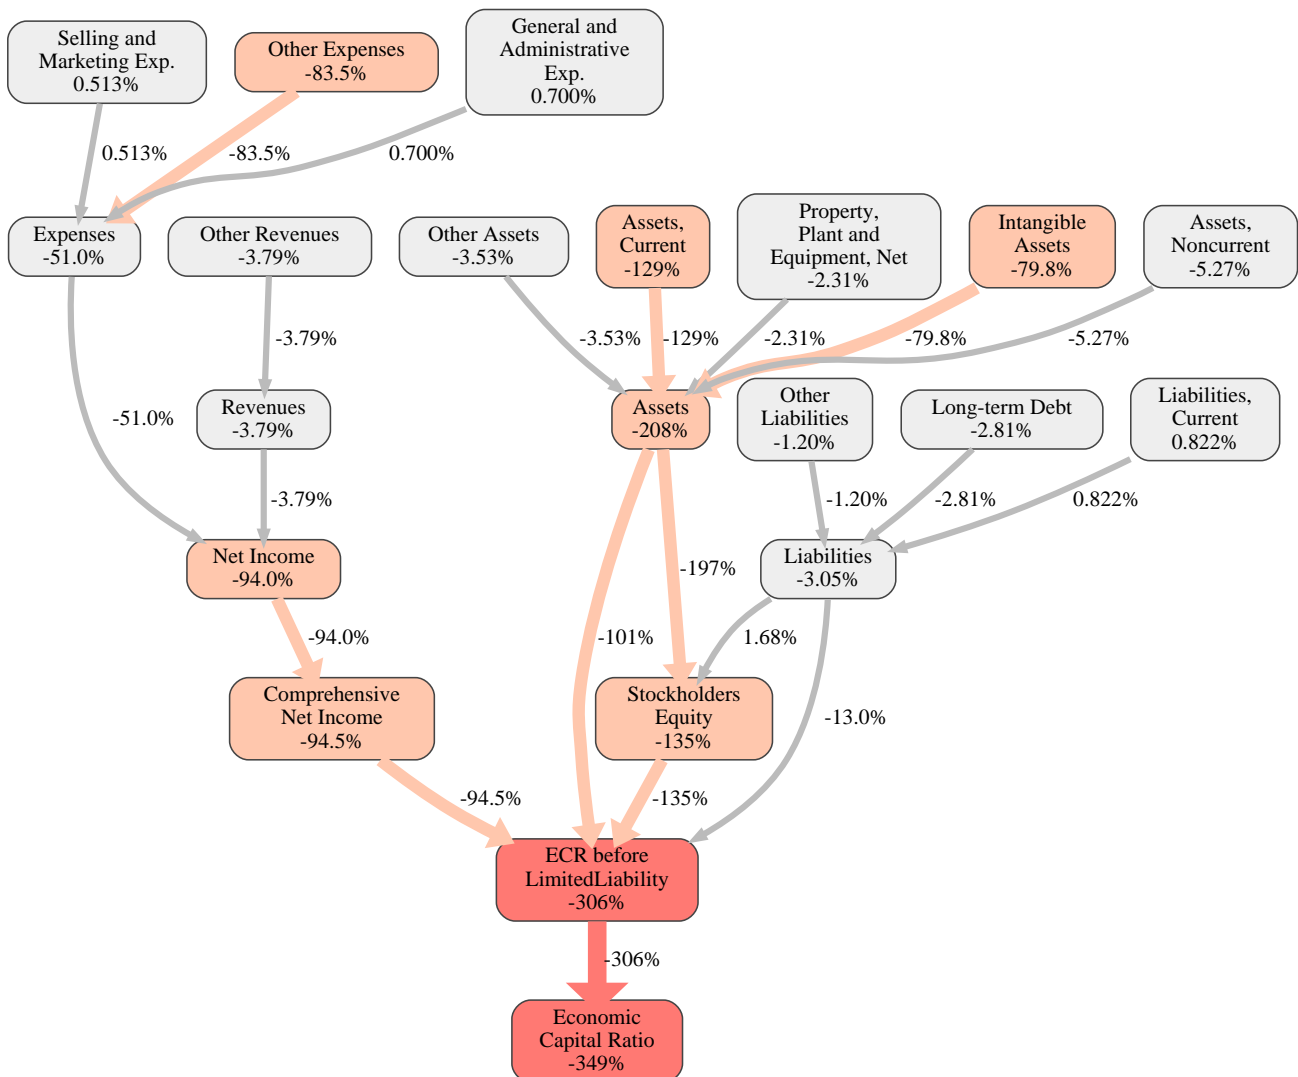 Selling and
Marketing Exp.
0.513%
Other Expenses
-83.5%
General and
Administrative
Exp.
0.700%
0.513%
-83.5%
0.700%
Expenses
-51.0%
Other Revenues
-3.79%
Other Assets
-3.53%
Assets,
Current
-129%
Property,
Plant and
Equipment, Net
-2.31%
Intangible
Assets
-79.8%
Assets,
Noncurrent
-5.27%
-3.79%
-3.53%
-129%
-2.31%
-79.8%
-5.27%
-51.0%
Revenues
-3.79%
Assets
-208%
Other
Liabilities
-1.20%
Long-term Debt
-2.81%
Liabilities,
Current
0.822%
-3.79%
-1.20%
-2.81%
0.822%
Net Income
-94.0%
-197%
Liabilities
-3.05%
-94.0%
-101%
1.68%
Comprehensive
Net Income
-94.5%
Stockholders
Equity
-135%
-13.0%
-94.5%
-135%
ECR before
LimitedLiability
-306%
-306%
Economic
Capital Ratio
-349%